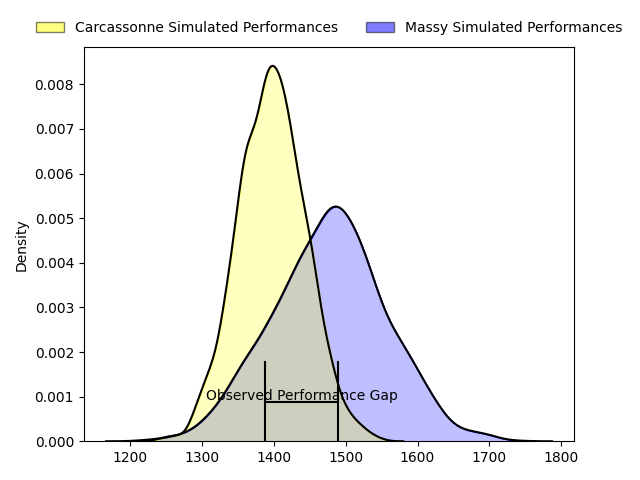 Carcassonne Simulated Performances
Massy Simulated Performances
0.008
0.007
0.006
0.005
0.004
0.003
0.002
0.001
0.000
Density
Observed Performance Gap
1200 1300 1400 1500 1600 1700 1800